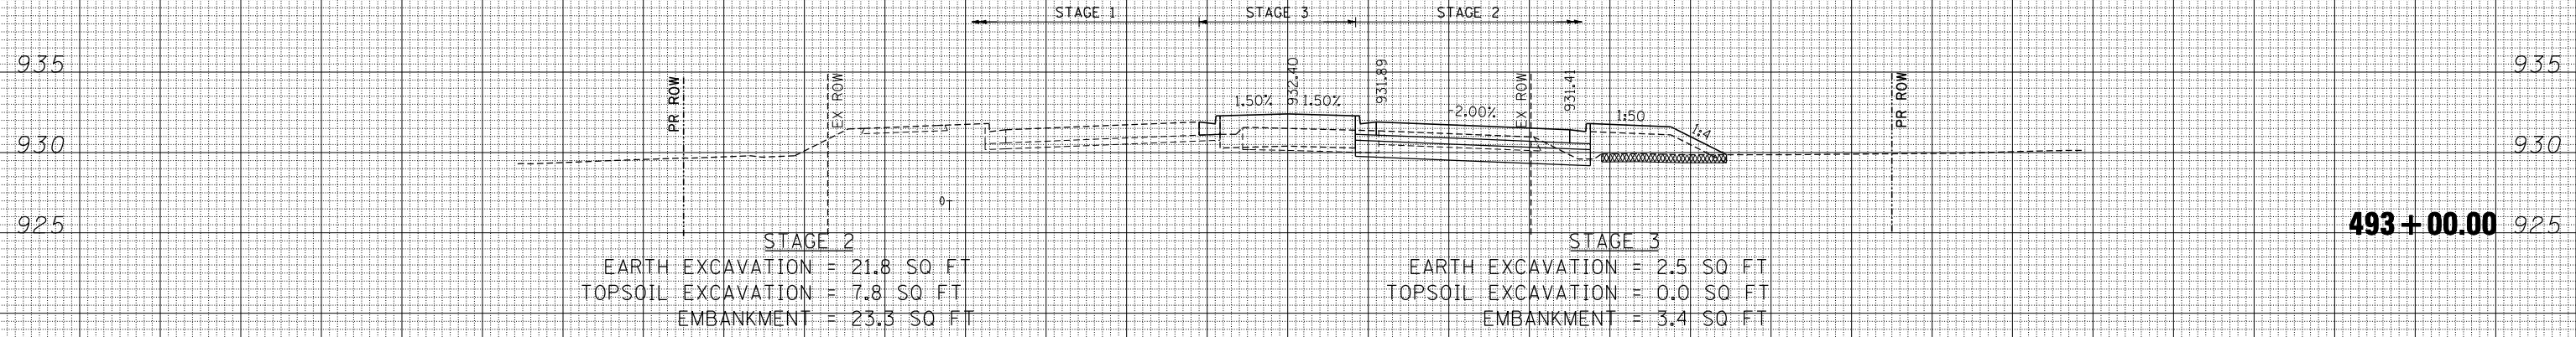 STAGE 1
STAGE 3
STAGE 2
935
935
PR ROW
EX ROW
1.50%
932.40
1.50%
931.89
-2.00%
EX ROW
931.41
1:50
1:4
PR ROW
930
930
925
493+00.00
925
STAGE 2
EARTH EXCAVATION = 21.8 SQ FT
TOPSOIL EXCAVATION = 7.8 SQ FT
EMBANKMENT = 23.3 SQ FT
STAGE 3
EARTH EXCAVATION = 2.5 SQ FT
TOPSOIL EXCAVATION = 0.0 SQ FT
EMBANKMENT = 3.4 SQ FT